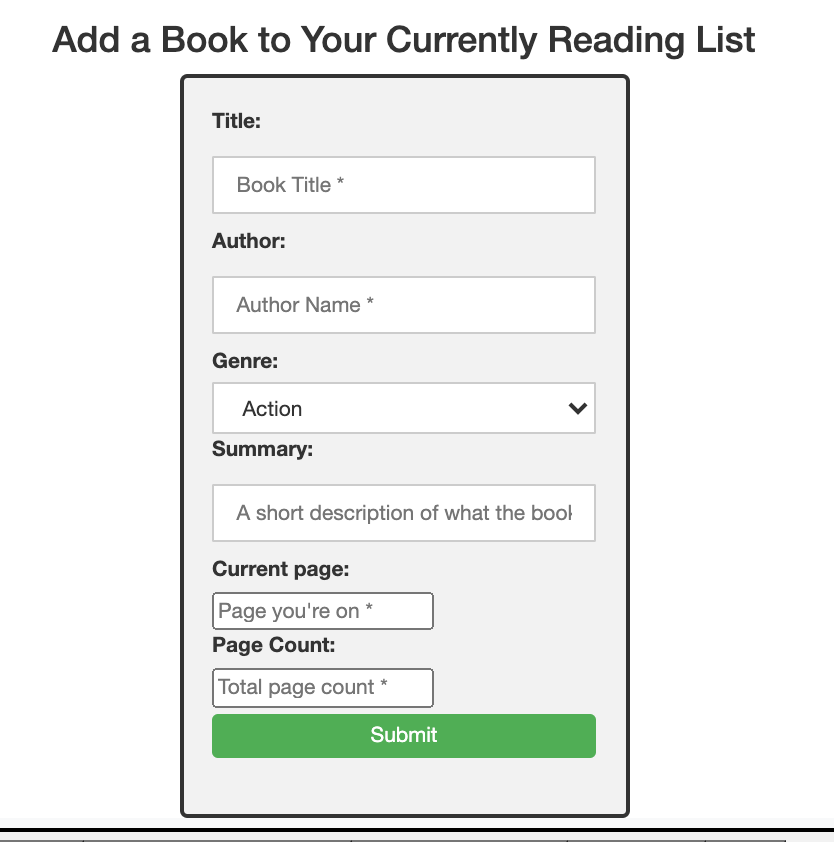 Add a Book to Your Currently Reading List
Title:
Book Title *
Author:
Author Name *
Genre:
Action
Summary:
A short description of what the book
Current page:
Page you're on *
Page Count:
Total page count *
Submit